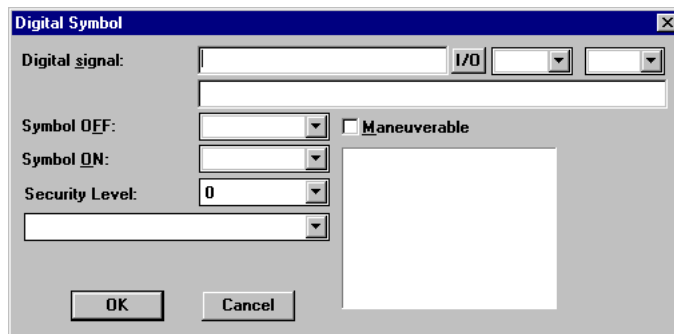 Digital Symbol
Digital signal: I/O
Symbol OFF: Maneuverable
Symbol ON:
Security Level: 0
OK Cancel